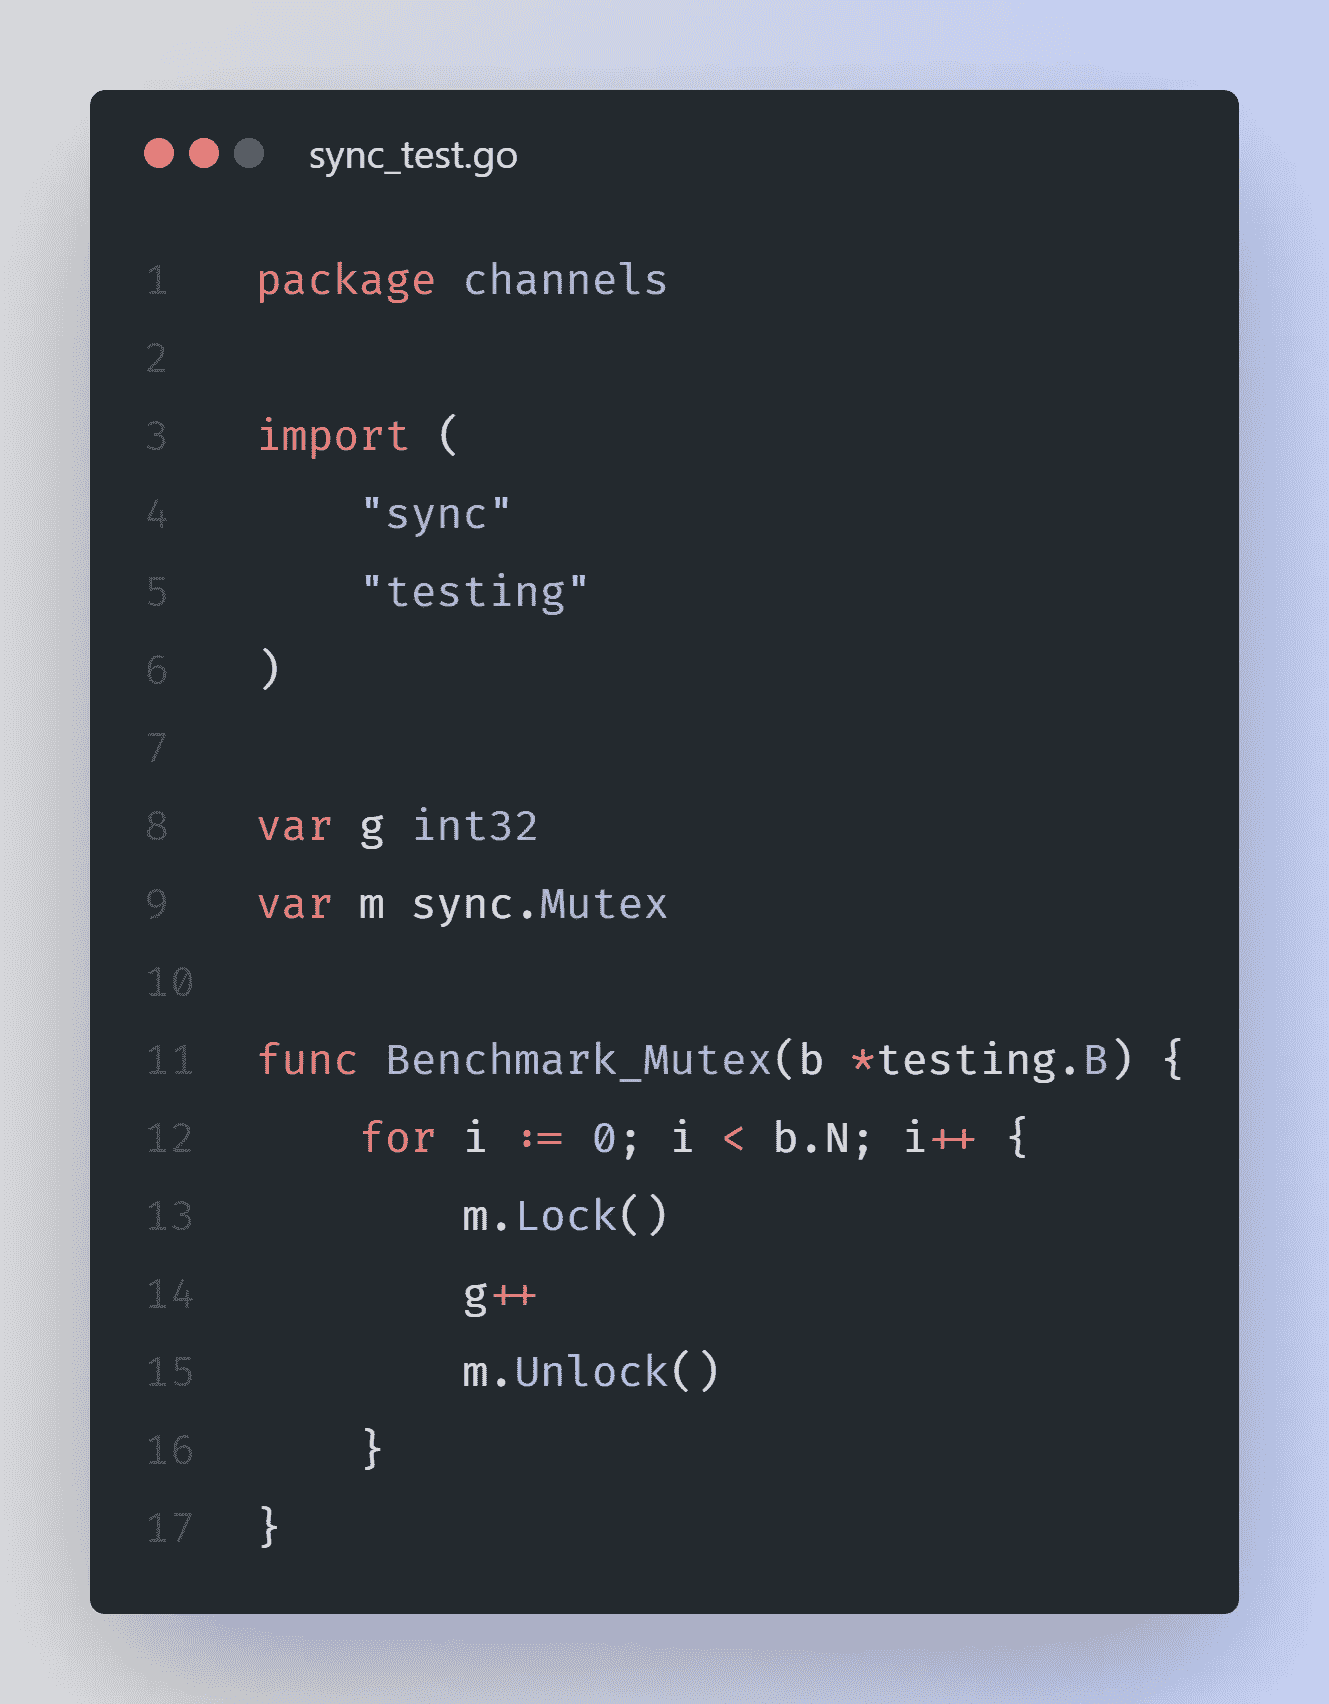 sync_test.go
1 package channels
2
3 import (
4     "sync"
5     "testing"
6 )
7
8 var g int32
9 var m sync.Mutex
10
11 func Benchmark_Mutex(b *testing.B) {
12     for i := 0; i < b.N; i++ {
13         m.Lock()
14         g++
15         m.Unlock()
16     }
17 }